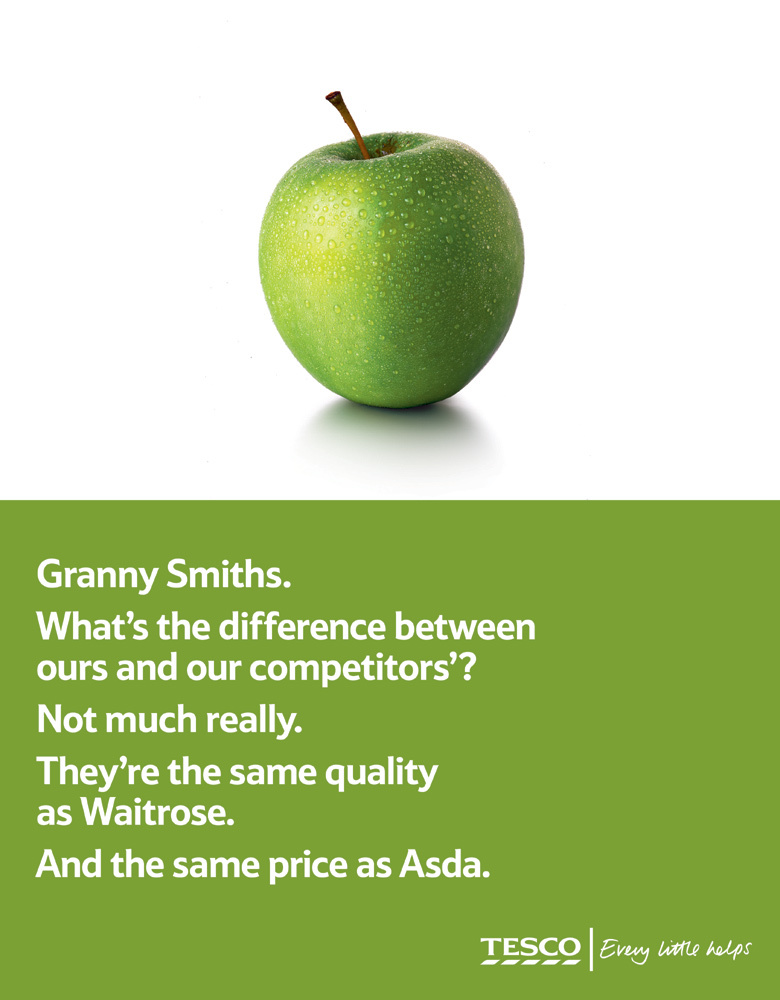 Granny Smiths.
What’s the difference between
ours and our competitors’?
Not much really.
They’re the same quality
as Waitrose.
And the same price as Asda.
TESCO | Every little helps